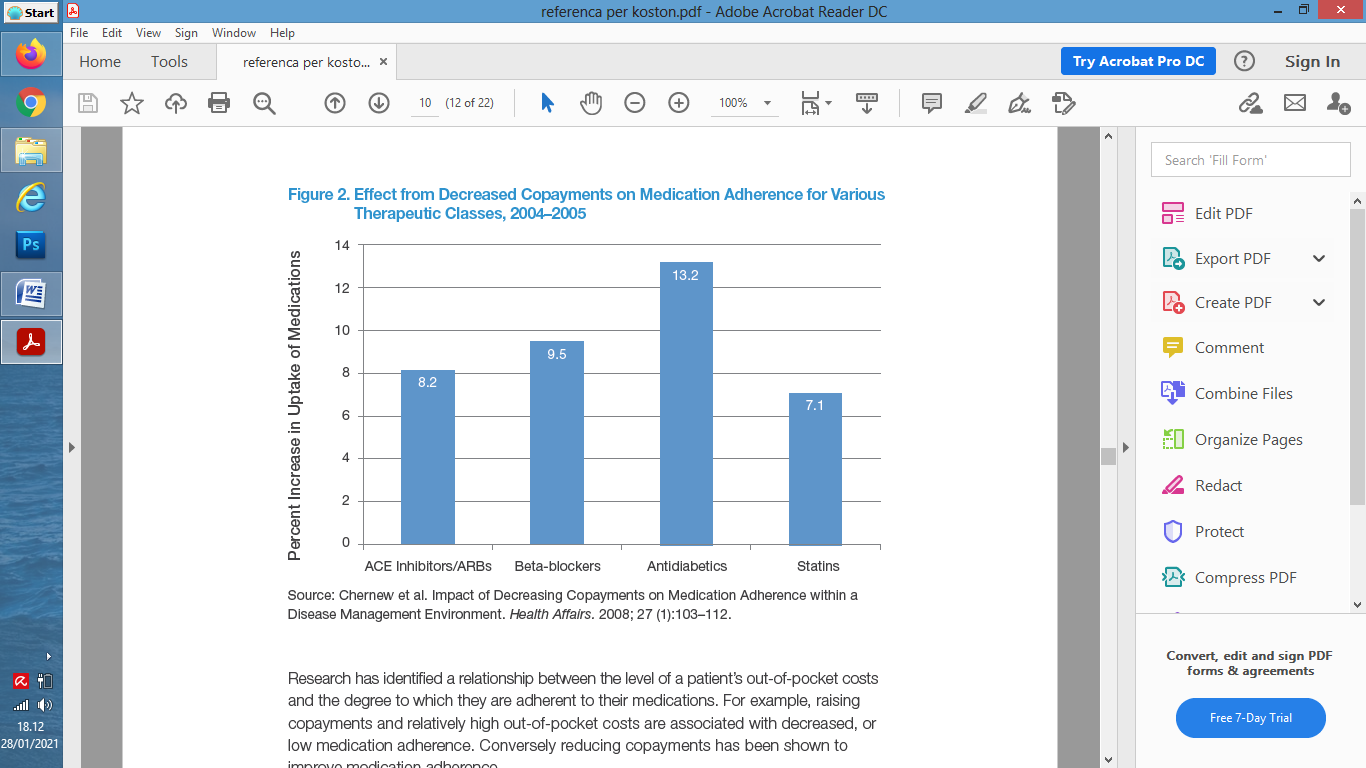 Start
referenca per koston.pdf - Adobe Acrobat Reader DC
File Edit View Sign Window Help
Home Tools referenca per kosto... × Try Acrobat Pro DC ? Sign In
10 (12 of 22) 100%
Search 'Fill Form'
Edit PDF
Export PDF
Create PDF
Comment
Combine Files
Organize Pages
Redact
Protect
Compress PDF
Convert, edit and sign PDF
forms & agreements
Free 7-Day Trial
Figure 2. Effect from Decreased Copayments on Medication Adherence for Various
Therapeutic Classes, 2004–2005
Percent Increase in Uptake of Medications
14
12
10
8
6
4
2
0
8.2
9.5
13.2
7.1
ACE Inhibitors/ARBs Beta-blockers Antidiabetics Statins
Source: Chernew et al. Impact of Decreasing Copayments on Medication Adherence within a
Disease Management Environment. Health Affairs. 2008; 27 (1):103–112.
Research has identified a relationship between the level of a patient's out-of-pocket costs
and the degree to which they are adherent to their medications. For example, raising
copayments and relatively high out-of-pocket costs are associated with decreased, or
low medication adherence. Conversely reducing copayments has been shown to
improve medication adherence
Ps
W
18.12
28/01/2021